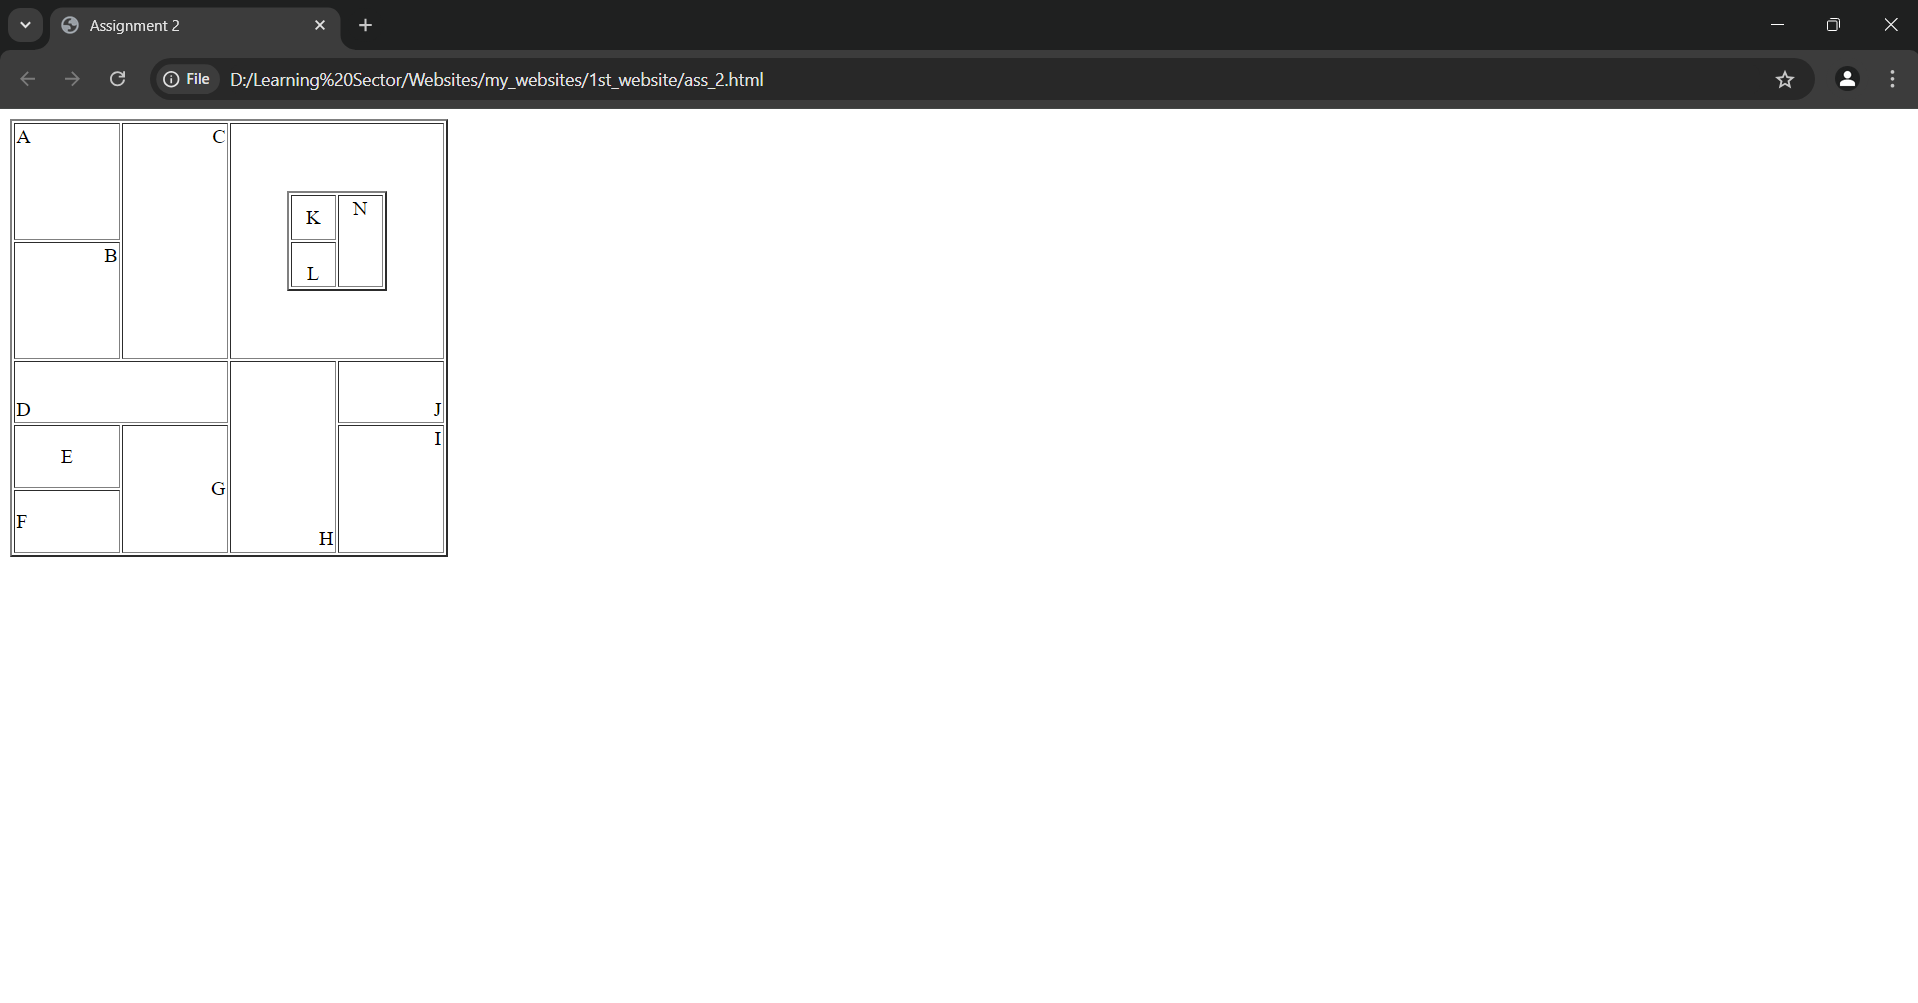 Assignment 2
File D:/Learning%20Sector/Websites/my_websites/1st_website/ass_2.html
A C
K N
B
L
D J
I
E
G
F
H